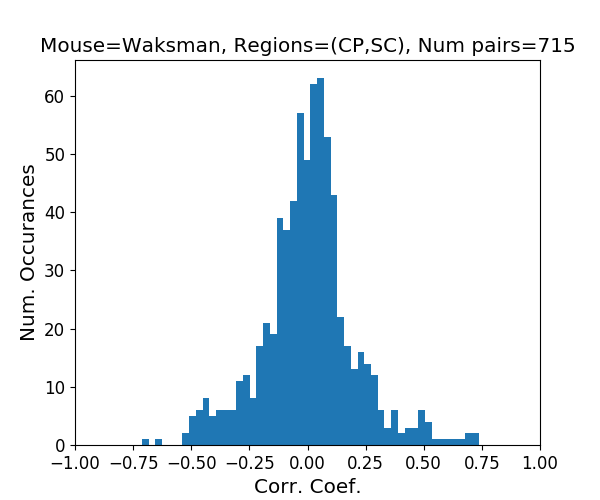 Mouse=Waksman, Regions=(CP,SC), Num pairs=715
60
50
40
30
20
10
0
Num. Occurances
−1.00 −0.75 −0.50 −0.25 0.00 0.25 0.50 0.75 1.00
Corr. Coef.